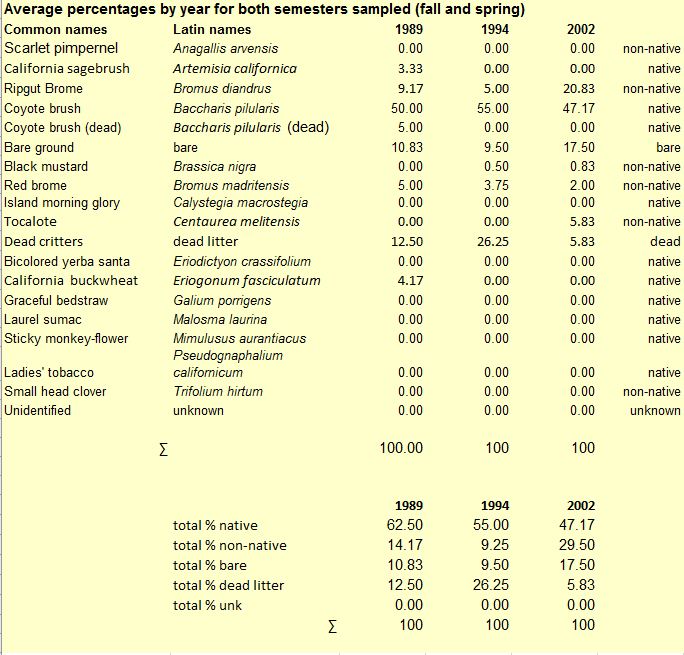 Average percentages by year for both semesters sampled (fall and spring)
Common names Latin names 1989 1994 2002
Scarlet pimpernel Anagallis arvensis 0.00 0.00 0.00 non-native
California sagebrush Artemisia californica 3.33 0.00 0.00 native
Ripgut Brome Bromus diandrus 9.17 5.00 20.83 non-native
Coyote brush Baccharis pilularis 50.00 55.00 47.17 native
Coyote brush (dead) Baccharis pilularis (dead) 5.00 0.00 0.00 native
Bare ground bare 10.83 9.50 17.50 bare
Black mustard Brassica nigra 0.00 0.50 0.83 non-native
Red brome Bromus madritensis 5.00 3.75 2.00 non-native
Island morning glory Calystegia macrostegia 0.00 0.00 0.00 native
Tocalote Centaurea melitensis 0.00 0.00 5.83 non-native
Dead critters dead litter 12.50 26.25 5.83 dead
Bicolored yerba santa Eriodictyon crassifolium 0.00 0.00 0.00 native
California buckwheat Eriogonum fasciculatum 4.17 0.00 0.00 native
Graceful bedstraw Galium porrigens 0.00 0.00 0.00 native
Laurel sumac Malosma laurina 0.00 0.00 0.00 native
Sticky monkey-flower Mimulusus aurantiacus 0.00 0.00 0.00 native
Pseudognaphalium
Ladies' tobacco californicum 0.00 0.00 0.00 native
Small head clover Trifolium hirtum 0.00 0.00 0.00 non-native
Unidentified unknown 0.00 0.00 0.00 unknown
∑ 100.00 100 100
1989 1994 2002
total % native 62.50 55.00 47.17
total % non-native 14.17 9.25 29.50
total % bare 10.83 9.50 17.50
total % dead litter 12.50 26.25 5.83
total % unk 0.00 0.00 0.00
∑ 100 100 100